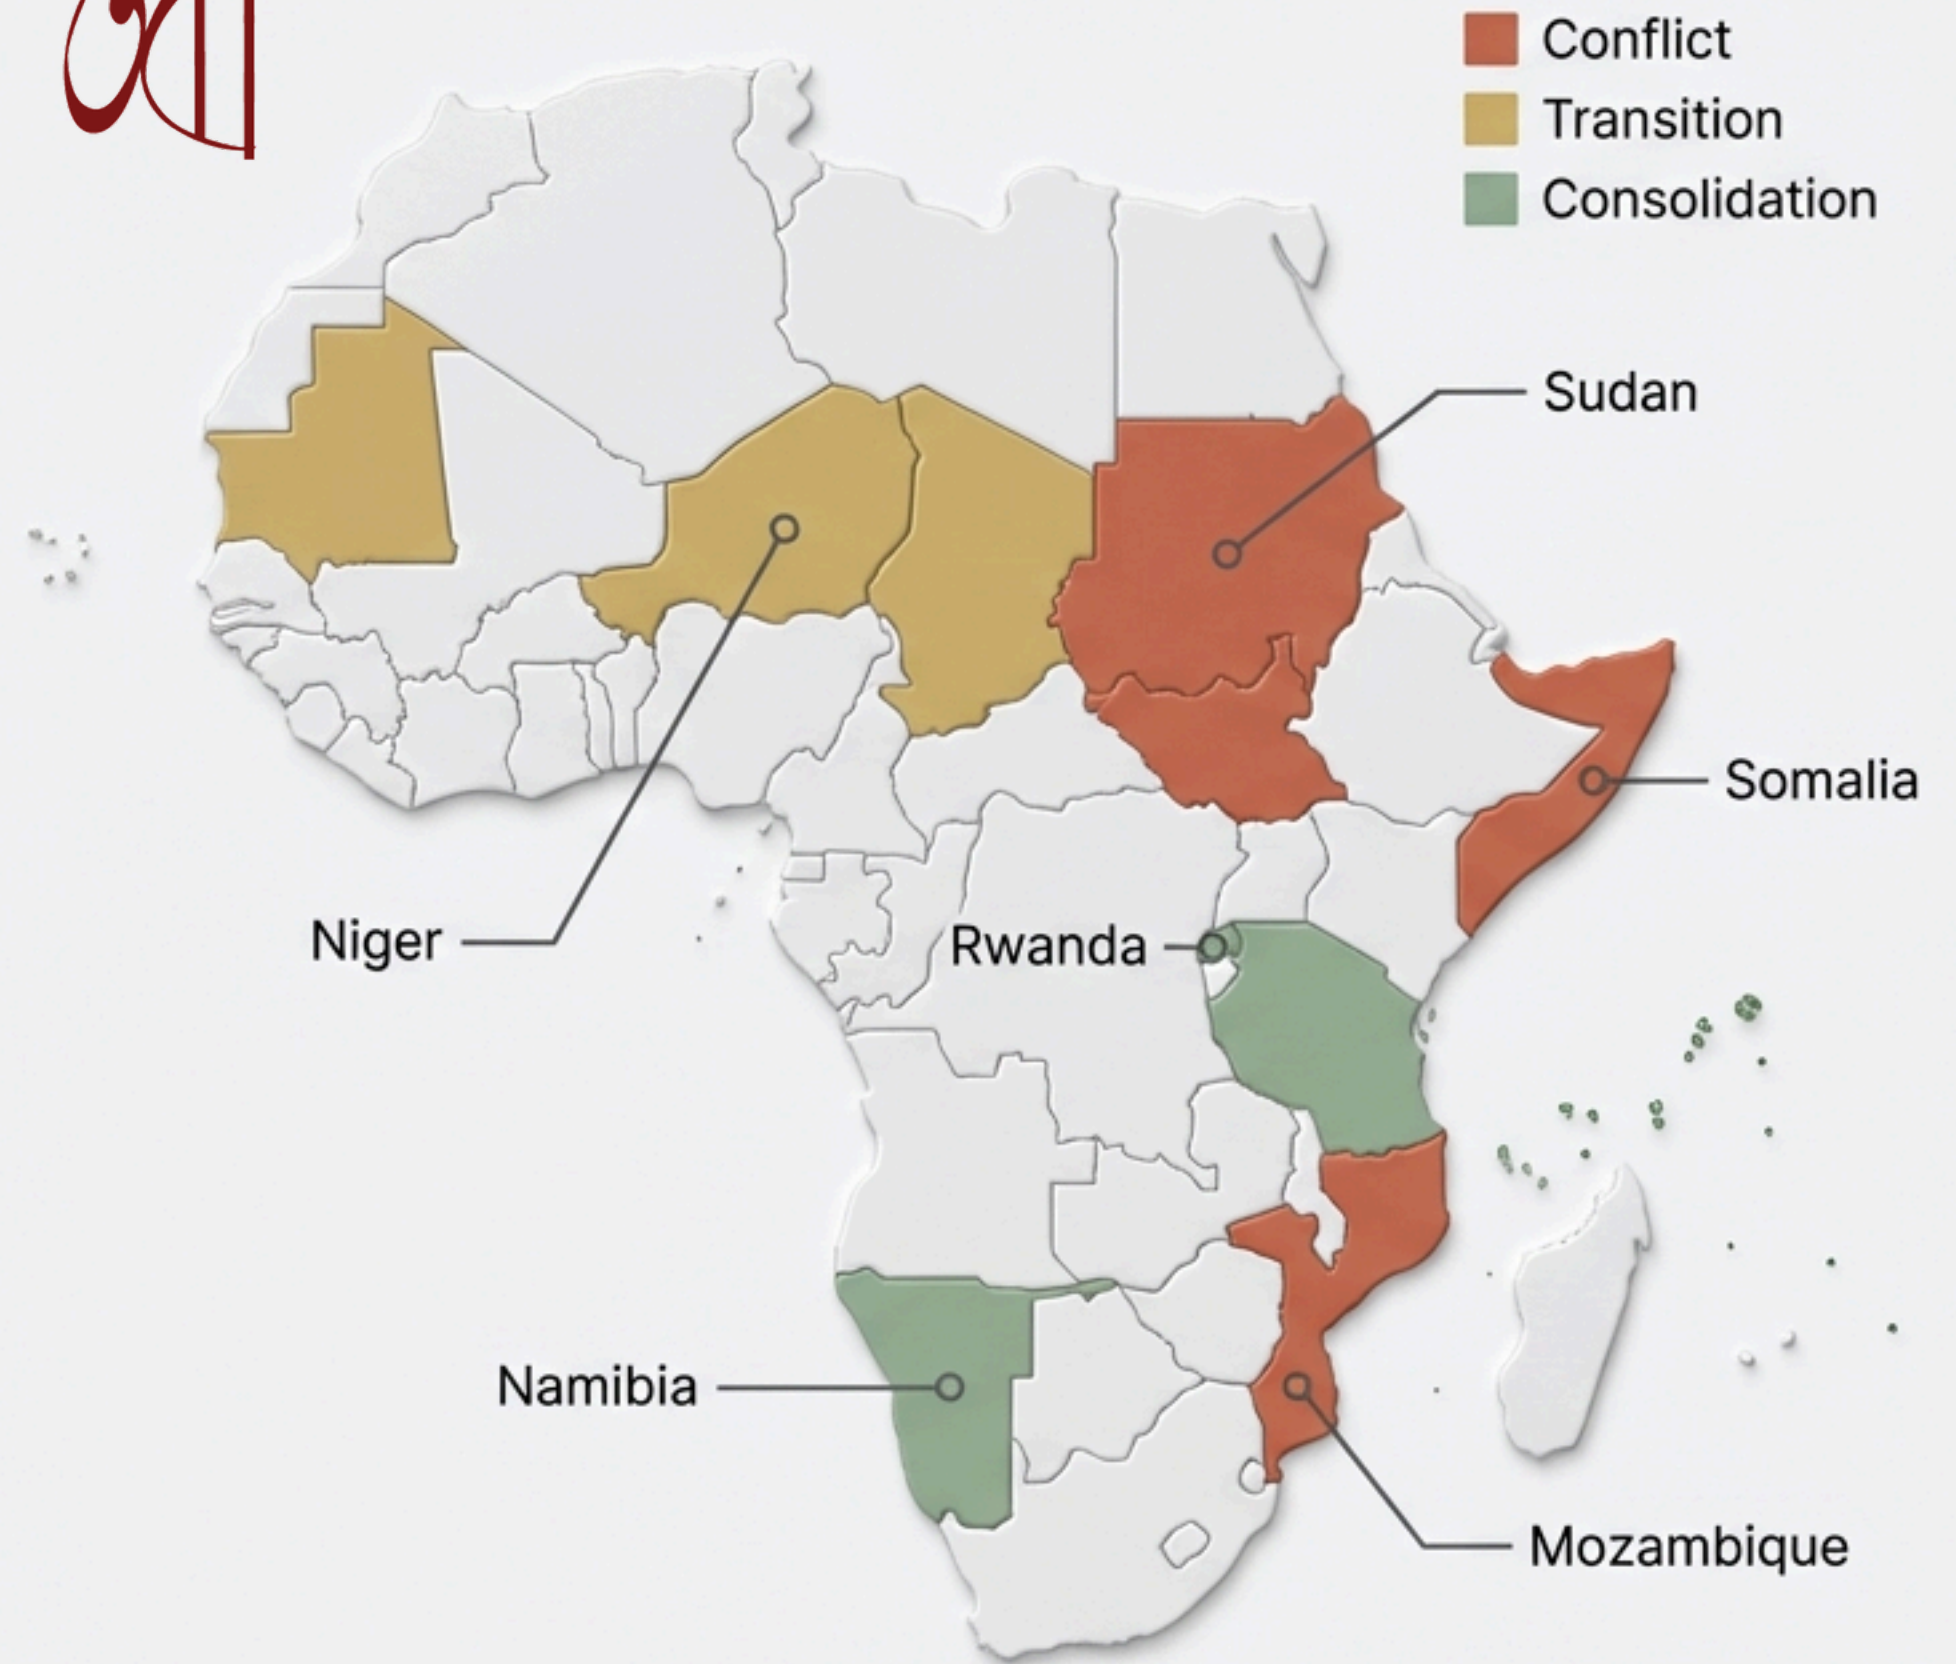 Conflict
Transition
Consolidation
Sudan
Somalia
Niger
Rwanda
Namibia
Mozambique